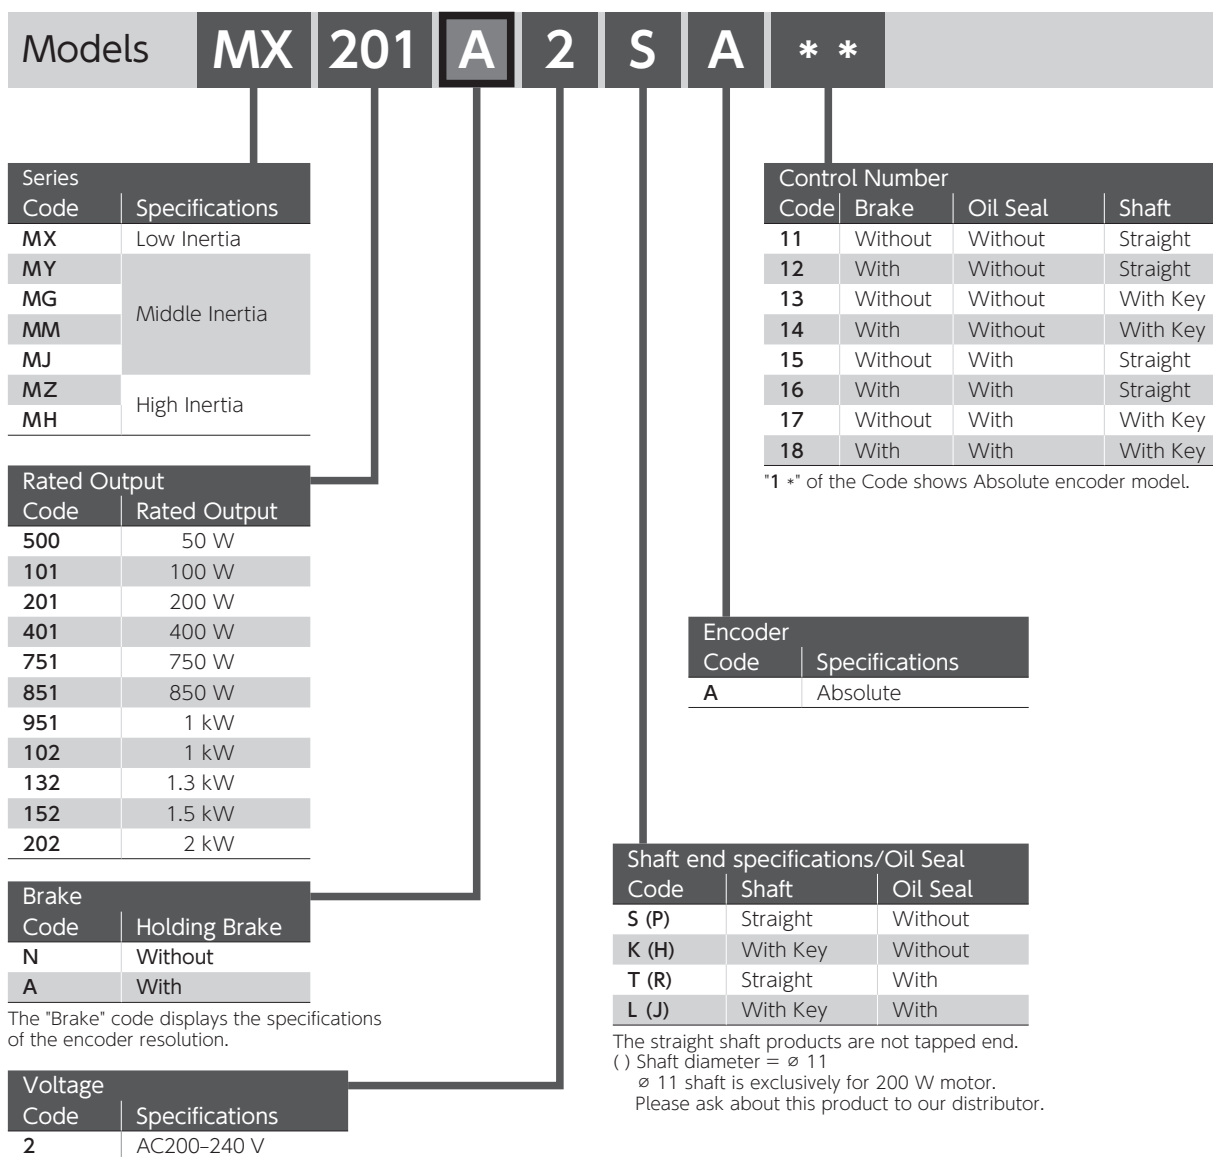 Models MX 201 A 2 S A * *
Series
Code Specifications
MX Low Inertia
MY
MG
Middle Inertia
MM
MJ
MZ
High Inertia
MH
Rated Output
Code Rated Output
500 50 W
101 100 W
201 200 W
401 400 W
751 750 W
851 850 W
951 1 kW
102 1 kW
132 1.3 kW
152 1.5 kW
202 2 kW
Brake
Code Holding Brake
N Without
A With
The "Brake" code displays the specifications
of the encoder resolution.
Voltage
Code Specifications
2 AC200–240 V
Control Number
Code Brake Oil Seal Shaft
11 Without Without Straight
12 With Without Straight
13 Without Without With Key
14 With Without With Key
15 Without With Straight
16 With With Straight
17 Without With With Key
18 With With With Key
"1 *" of the Code shows Absolute encoder model.
Encoder
Code Specifications
A Absolute
Shaft end specifications/Oil Seal
Code Shaft Oil Seal
S (P) Straight Without
K (H) With Key Without
T (R) Straight With
L (J) With Key With
The straight shaft products are not tapped end.
( ) Shaft diameter = ø 11
ø 11 shaft is exclusively for 200 W motor.
Please ask about this product to our distributor.